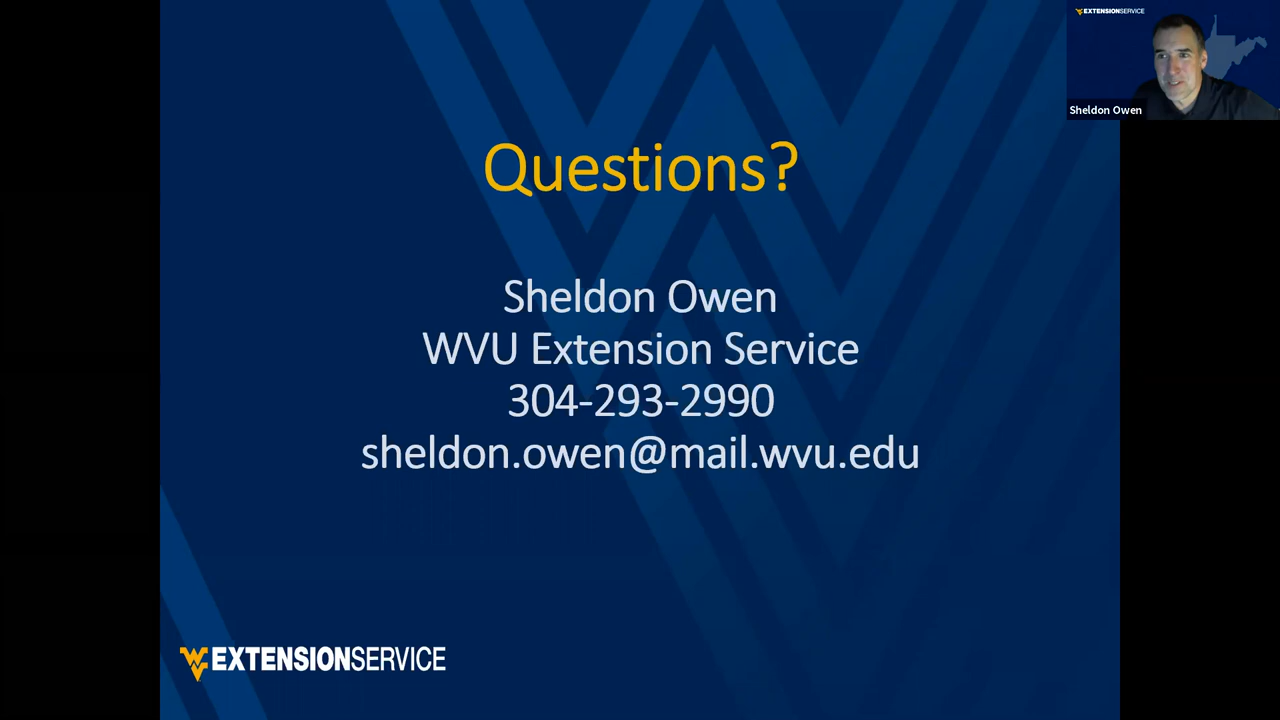 EXTENSIONSERVICE
Sheldon Owen
Questions?
Sheldon Owen
WVU Extension Service
304-293-2990
sheldon.owen@mail.wvu.edu
EXTENSIONSERVICE